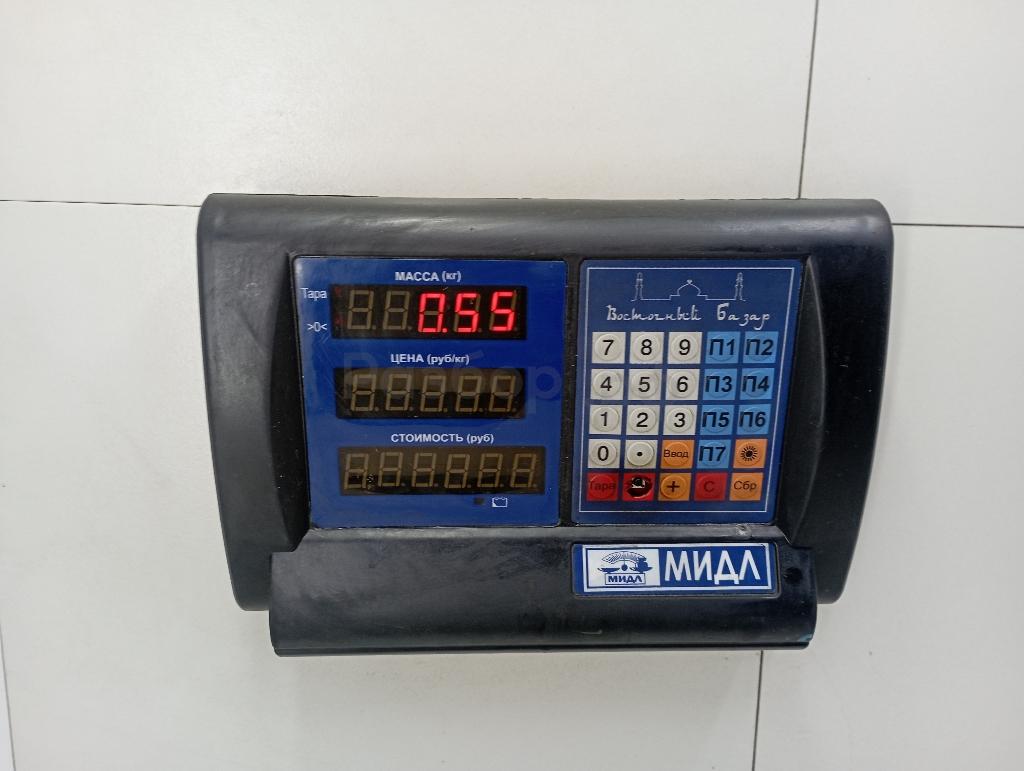 МАССА (кг)
Тара
0.55
>0<
ЦЕНА (руб/кг)
СТОИМОСТЬ (руб)
Восточный Базар
7 8 9 П1 П2
4 5 6 П3 П4
1 2 3 П5 П6
0 . Ввод П7
Тара + С Сбр
МИДЛ
МИДЛ